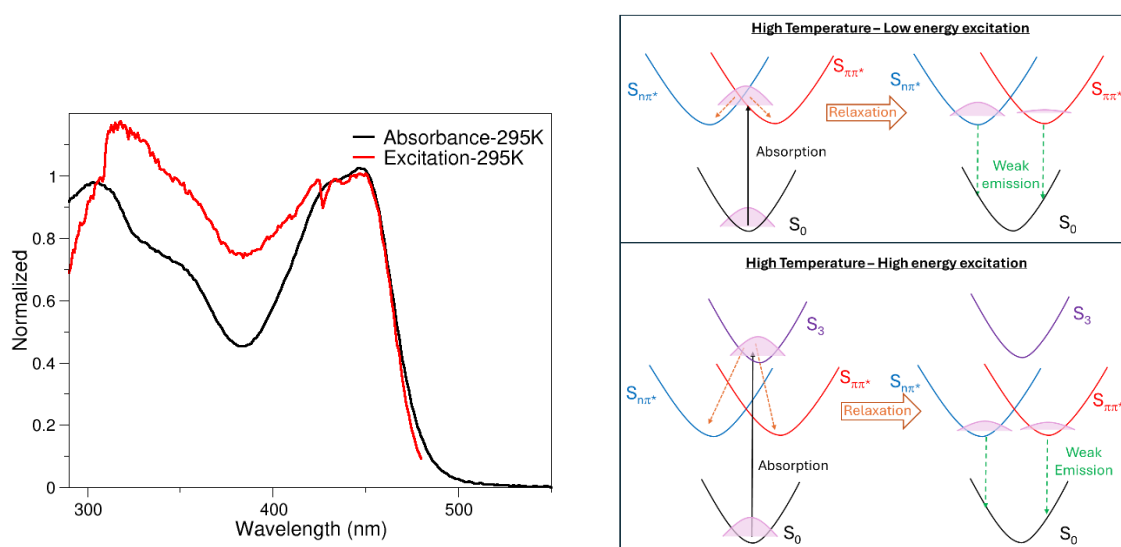 Absorbance-295K
Excitation-295K
Normalized
1
0.8
0.6
0.4
0.2
0
300
400
500
Wavelength (nm)
High Temperature – Low energy excitation
Snπ*
Sππ*
Absorption
S0
Relaxation
Snπ*
Sππ*
Weak
emission
S0
High Temperature – High energy excitation
S3
Snπ*
Sππ*
Absorption
S0
Relaxation
S3
Snπ*
Sππ*
Weak
Emission
S0